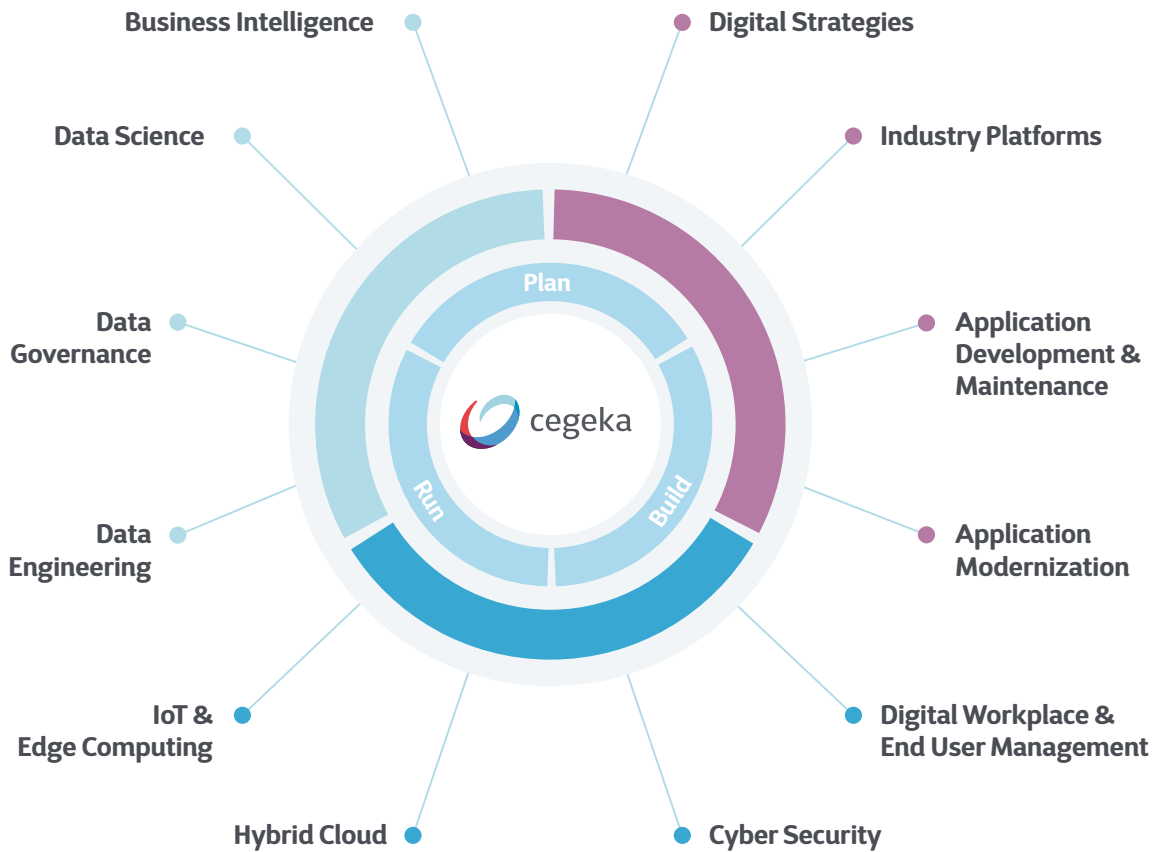 Business Intelligence
Digital Strategies
Data Science
Industry Platforms
Plan
Data
Governance
Application
Development &
Maintenance
cegeka
Run
Build
Data
Engineering
Application
Modernization
IoT &
Edge Computing
Digital Workplace &
End User Management
Hybrid Cloud
Cyber Security